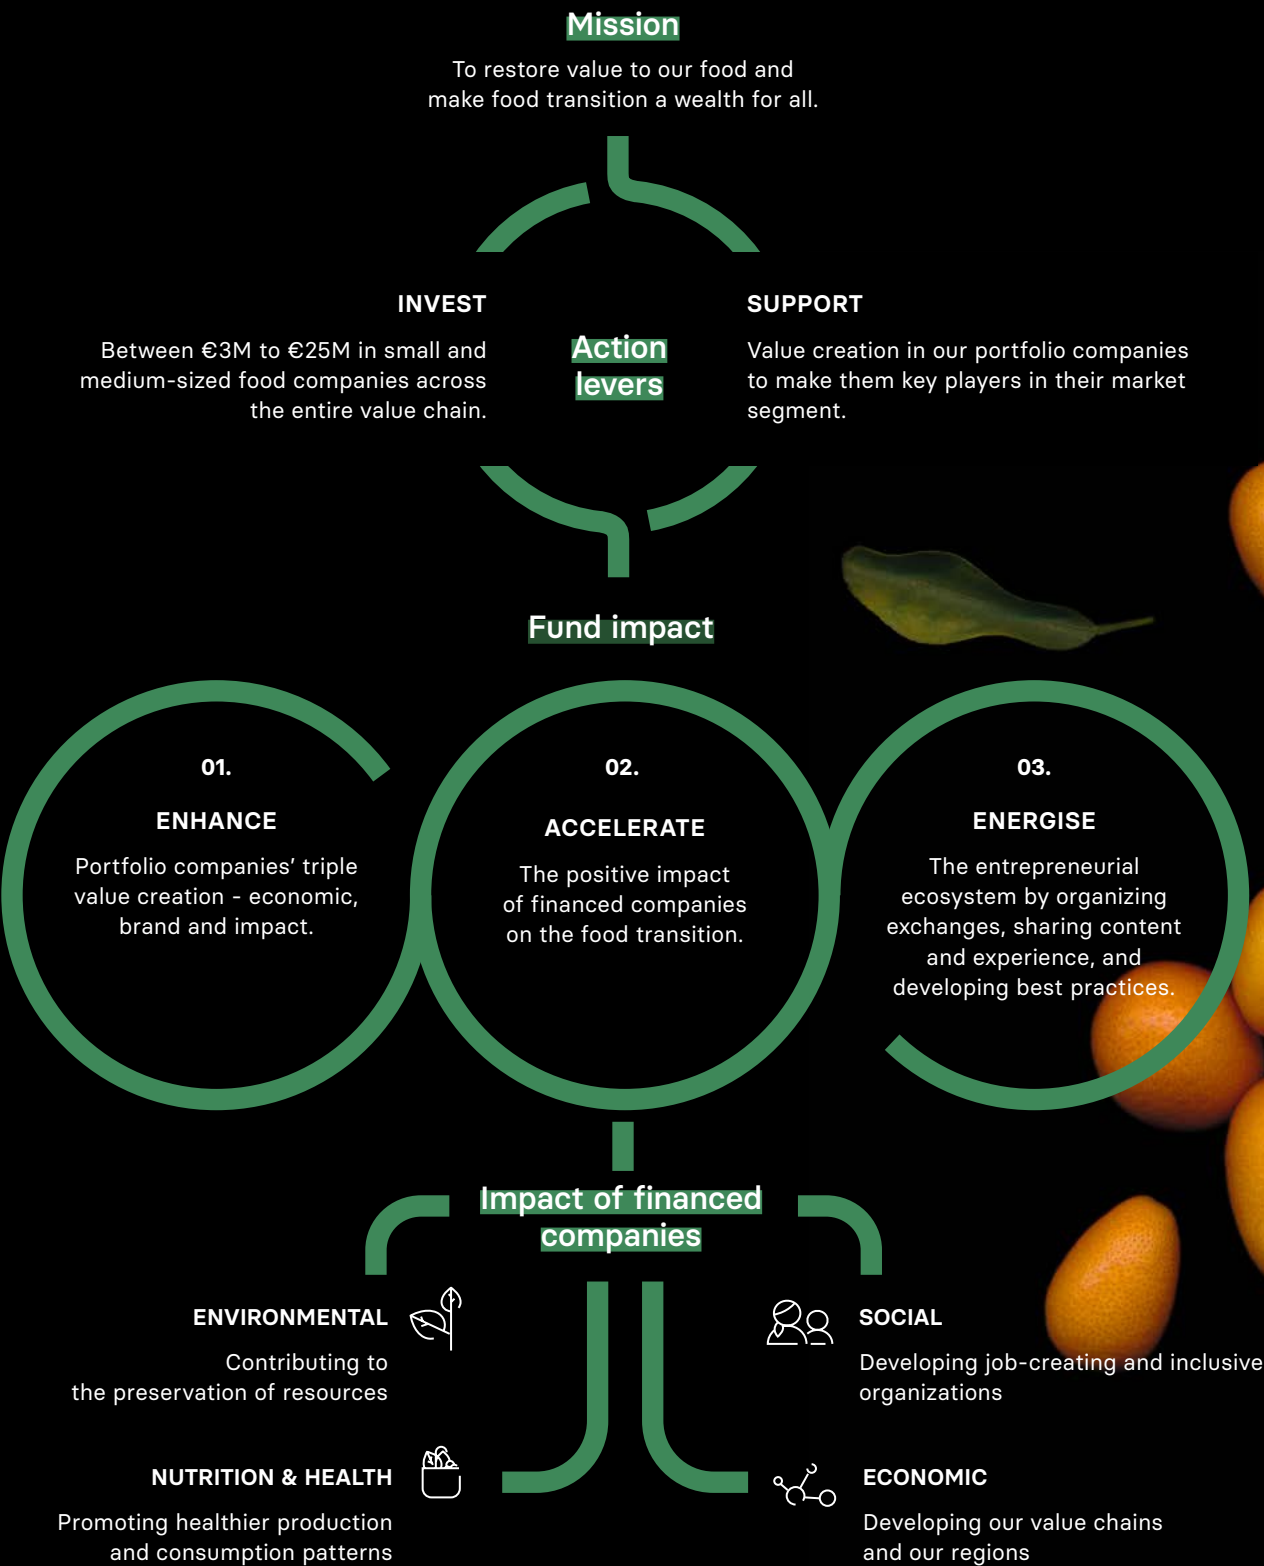 Mission
To restore value to our food and
make food transition a wealth for all.
INVEST
Between €3M to €25M in small and
medium-sized food companies across
the entire value chain.
Action
levers
SUPPORT
Value creation in our portfolio companies
to make them key players in their market
segment.
Fund impact
01.
ENHANCE
Portfolio companies’ triple
value creation - economic,
brand and impact.
02.
ACCELERATE
The positive impact
of financed companies
on the food transition.
03.
ENERGISE
The entrepreneurial
ecosystem by organizing
exchanges, sharing content
and experience, and
developing best practices.
Impact of financed
companies
ENVIRONMENTAL
Contributing to
the preservation of resources
SOCIAL
Developing job-creating and inclusive
organizations
NUTRITION & HEALTH
Promoting healthier production
and consumption patterns
ECONOMIC
Developing our value chains
and our regions